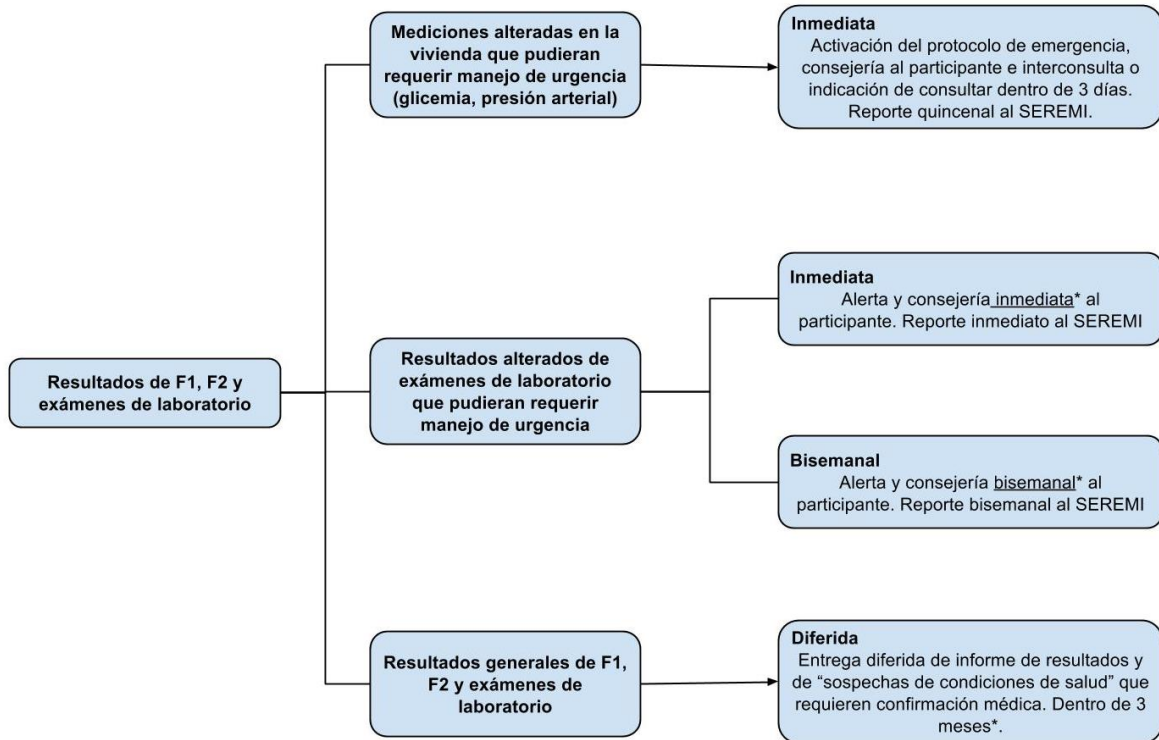 Resultados de F1, F2 y
exámenes de laboratorio
Mediciones alteradas en la
vivienda que pudieran
requerir manejo de urgencia
(glicemia, presión arterial)
Inmediata
Activación del protocolo de emergencia,
consejería al participante e interconsulta o
indicación de consultar dentro de 3 días.
Reporte quincenal al SEREMI.
Resultados alterados de
exámenes de laboratorio
que pudieran requerir
manejo de urgencia
Inmediata
Alerta y consejería inmediata* al
participante. Reporte inmediato al SEREMI
Bisemanal
Alerta y consejería bisemanal* al
participante. Reporte bisemanal al SEREMI
Resultados generales de F1,
F2 y exámenes de
laboratorio
Diferida
Entrega diferida de informe de resultados y
de “sospechas de condiciones de salud” que
requieren confirmación médica. Dentro de 3
meses*.